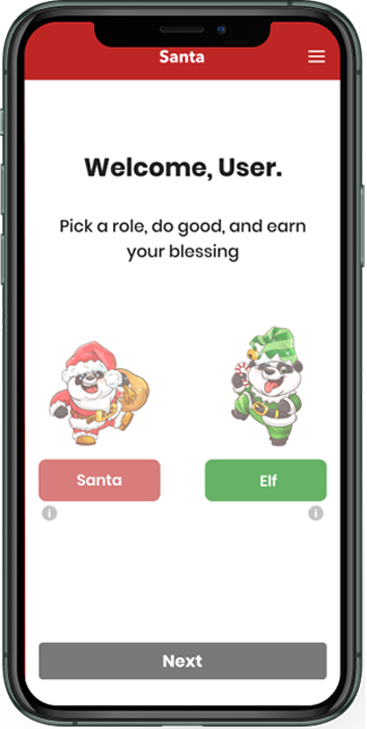 Santa
Welcome, User.
Pick a role, do good, and earn
your blessing
Santa
Elf
i
i
Next